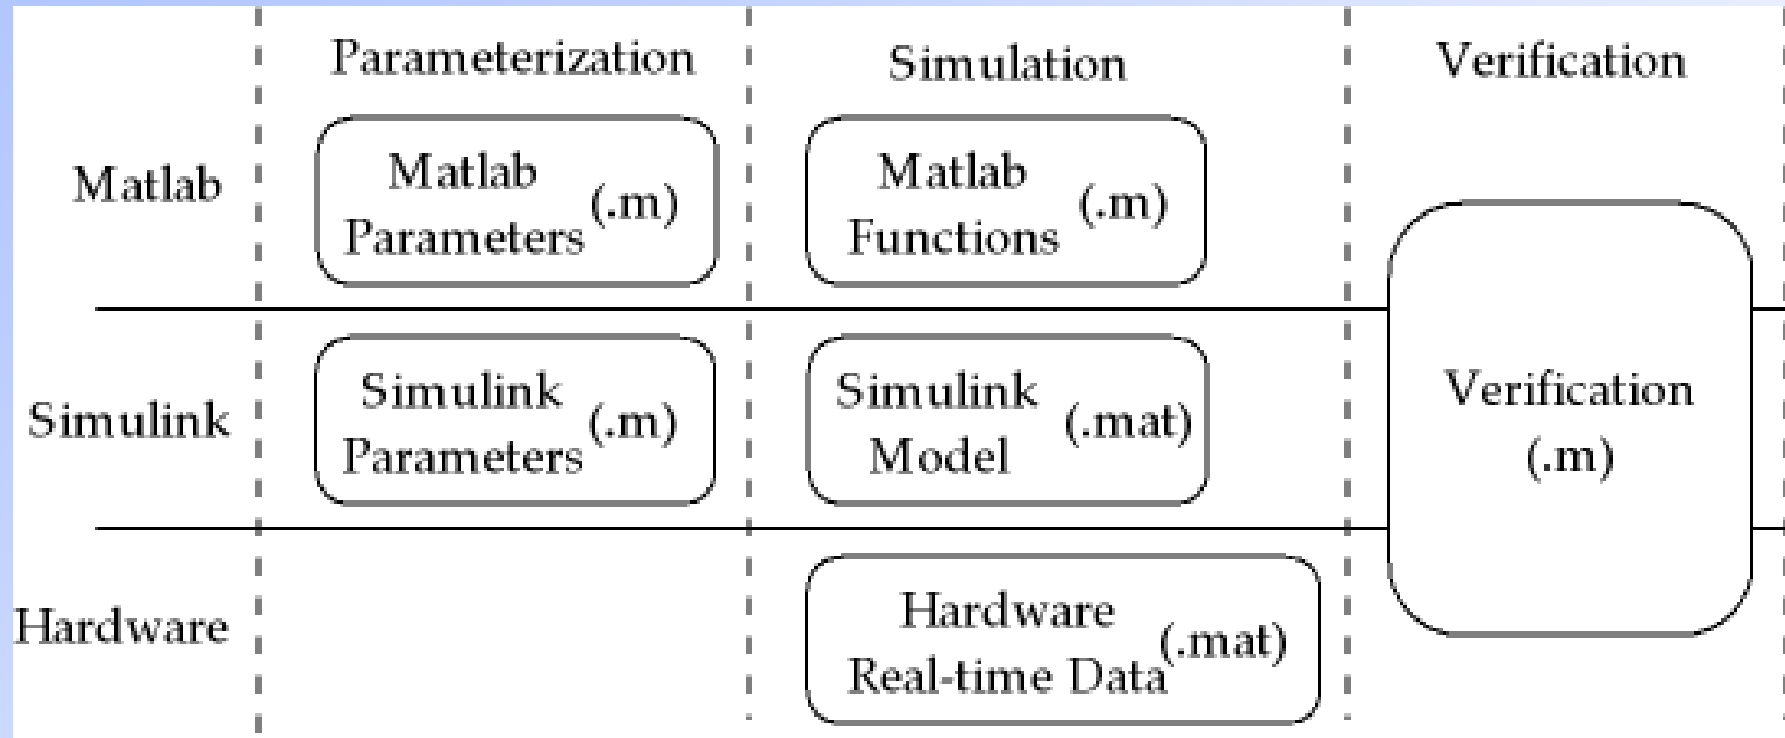 Parameterization
Simulation
Verification
Matlab
Matlab
Parameters (.m)
Matlab
Functions (.m)
Simulink
Simulink
Parameters (.m)
Simulink
Model (.mat)
Verification
(.m)
Hardware
Hardware
Real-time Data (.mat)